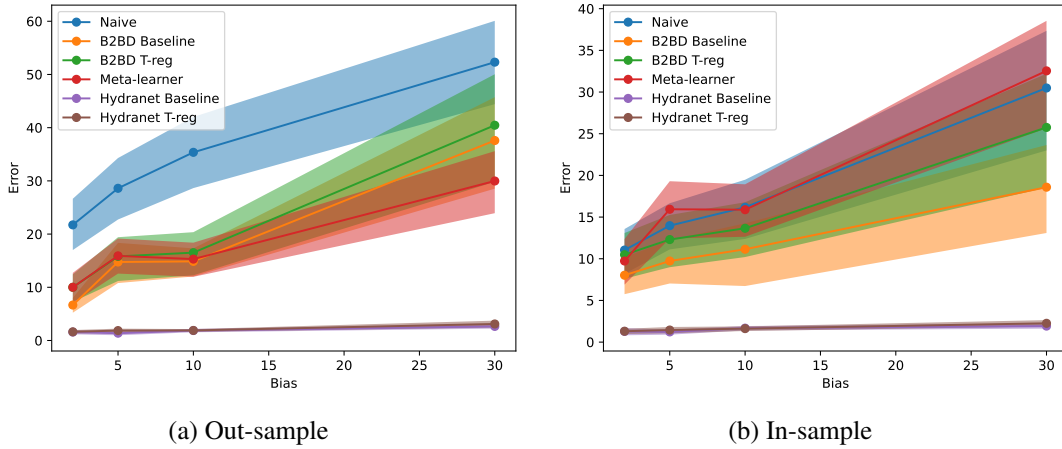 Naive
B2BD Baseline
B2BD T-reg
Meta-learner
Hydranet Baseline
Hydranet T-reg
60
50
40
30
20
10
0
Error
5
10
15
20
25
30
Bias
(a) Out-sample
Naive
B2BD Baseline
B2BD T-reg
Meta-learner
Hydranet Baseline
Hydranet T-reg
40
35
30
25
20
15
10
5
0
Error
5
10
15
20
25
30
Bias
(b) In-sample